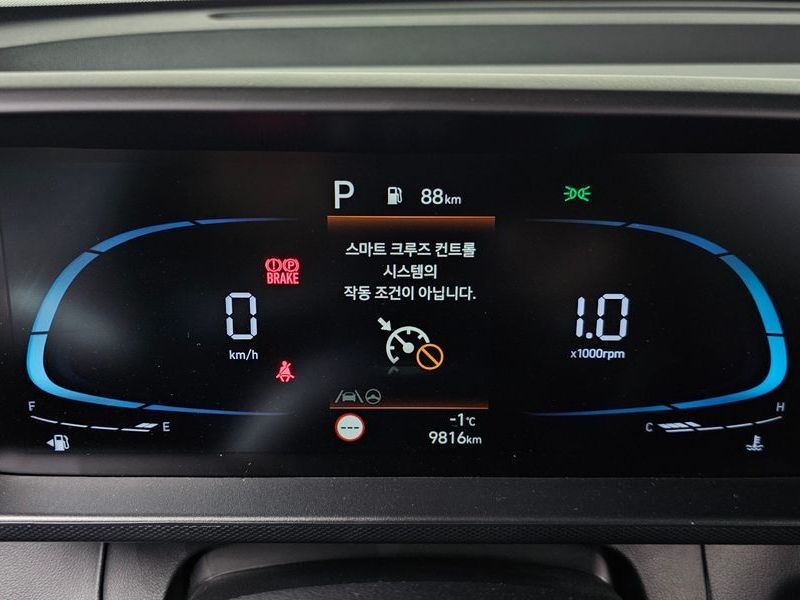 P 88km
스마트 크루즈 컨트롤
시스템의
작동 조건이 아닙니다.
(!) (P)
BRAKE
0
km/h
1.0
x1000rpm
F E
C H
---
-1℃
9816km